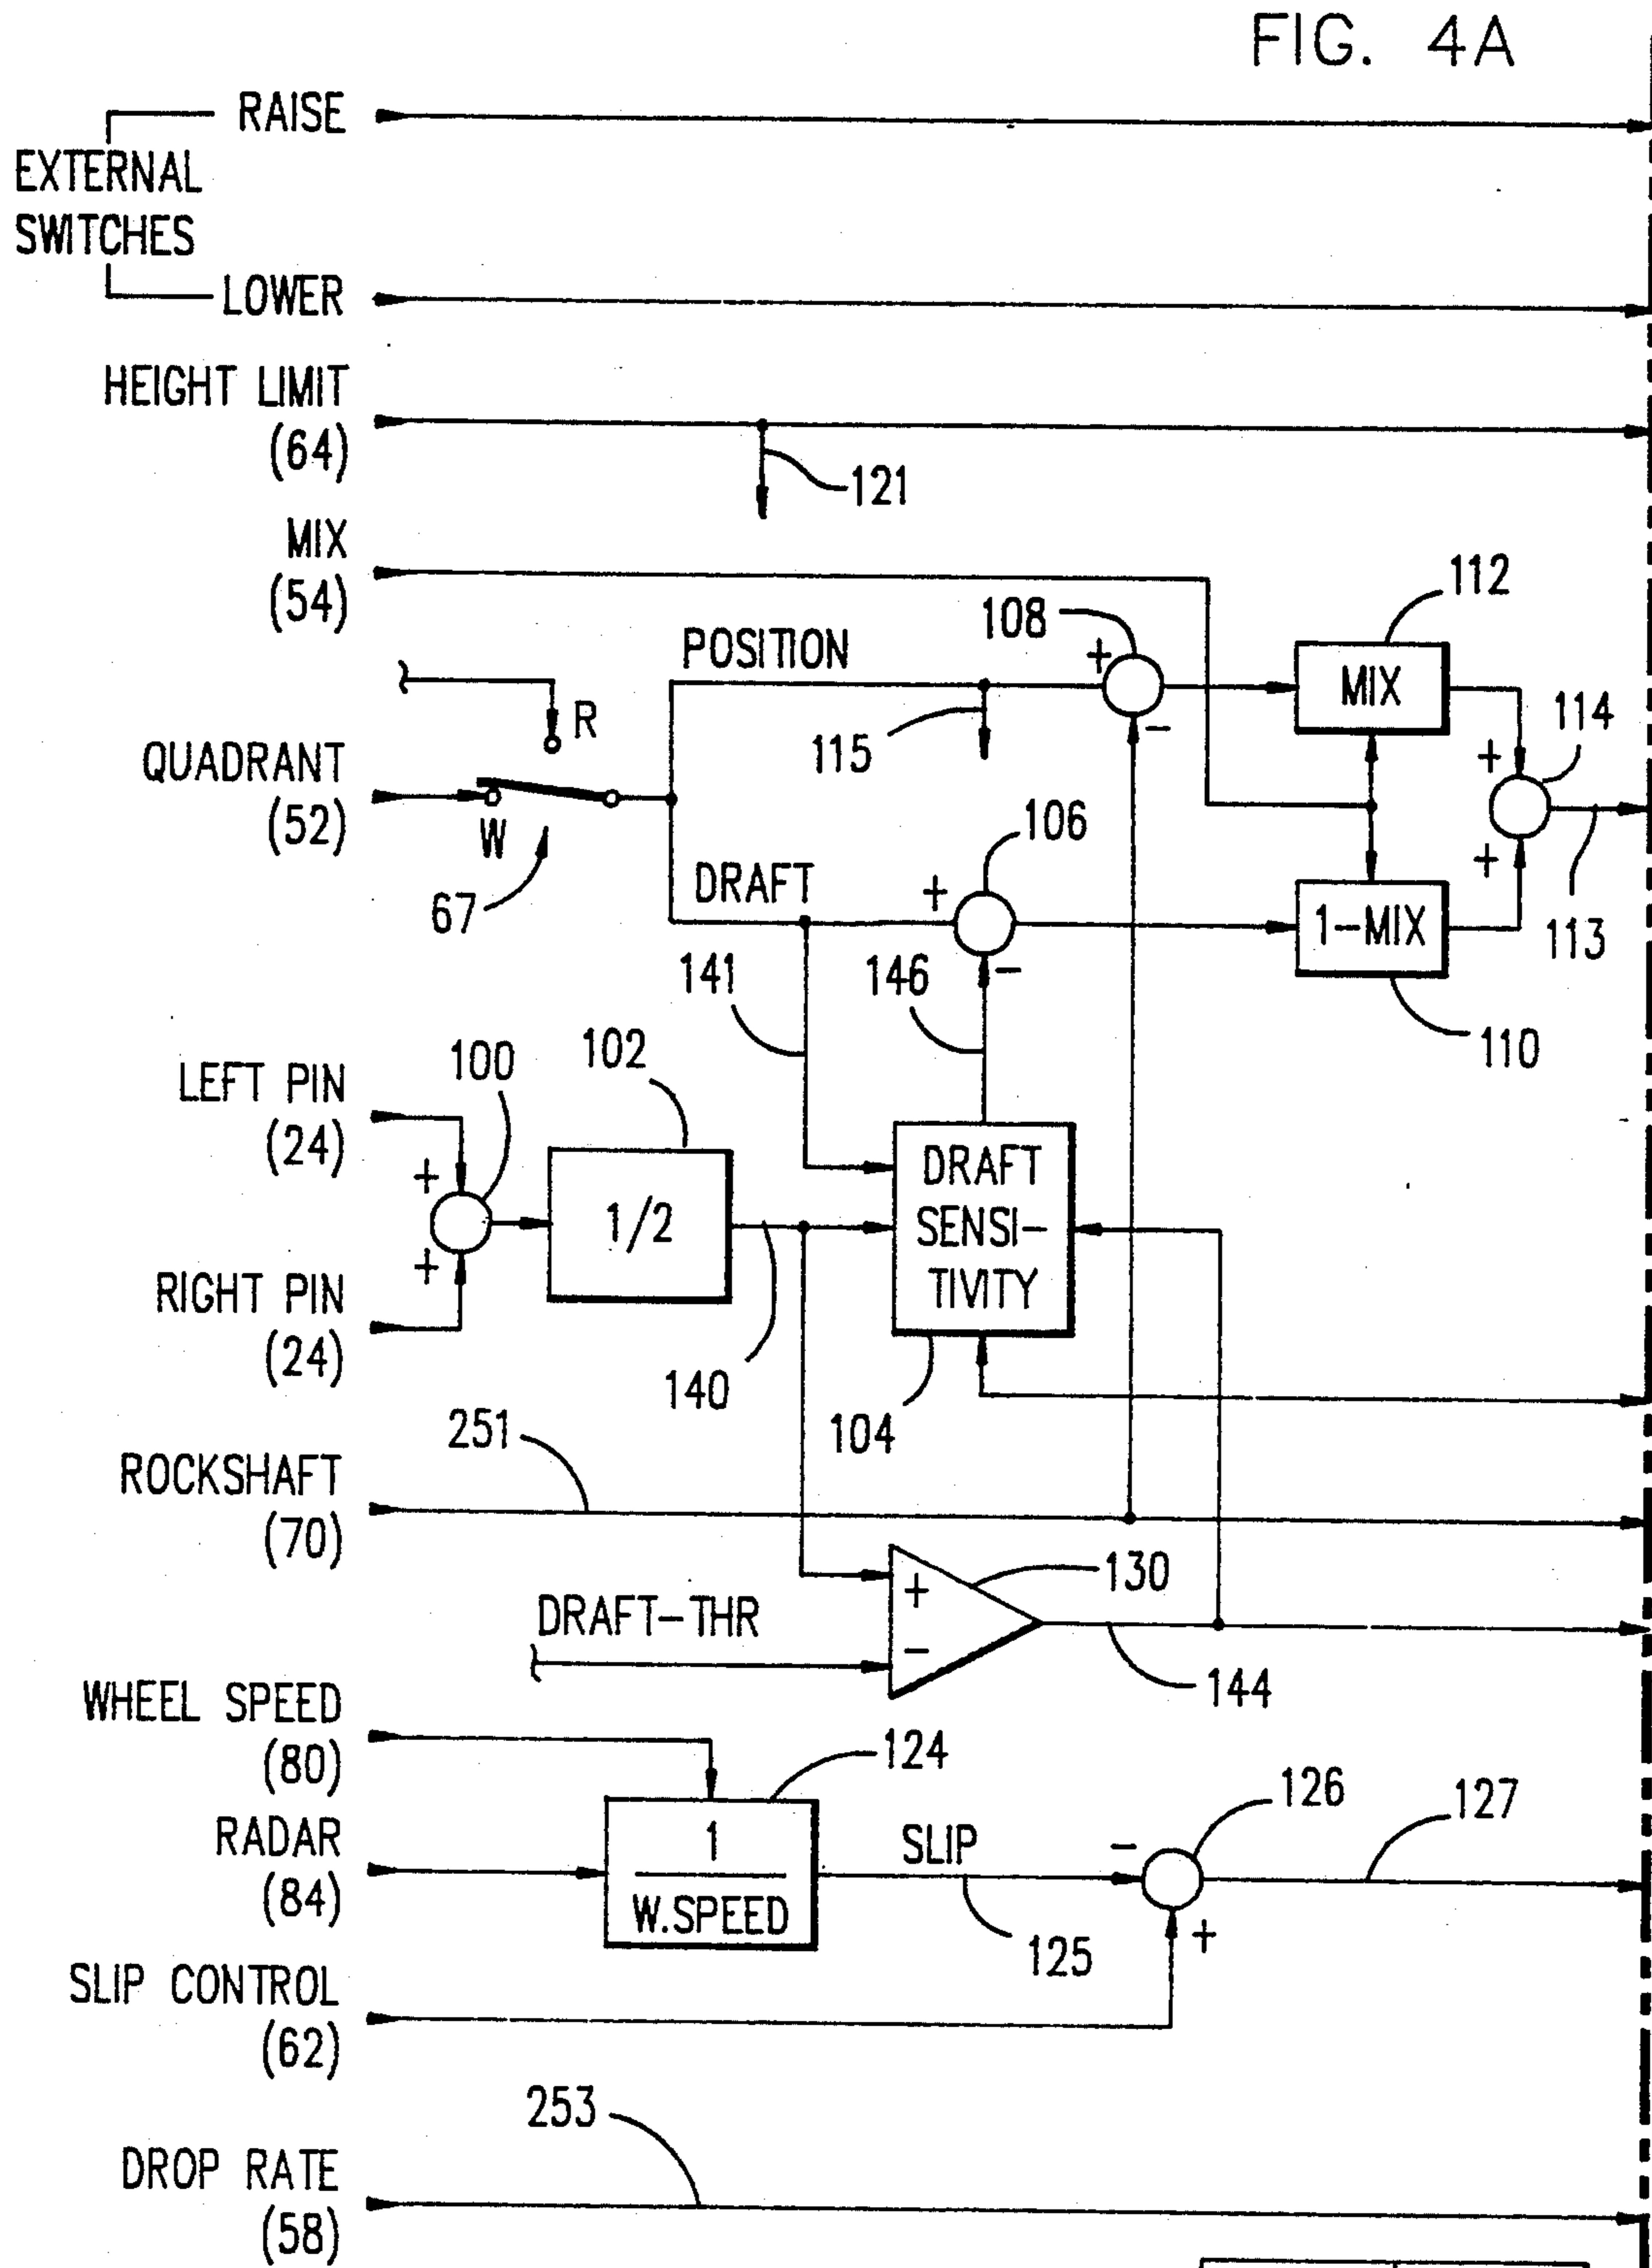 FIG. 4A
RAISE
EXTERNAL
SWITCHES
LOWER
HEIGHT LIMIT
(64)
121
MIX
(54)
112
108
POSITION
+
MIX
R
-
114
115
+
QUADRANT
(52)
W
106
+
67
DRAFT
+
1-MIX
113
-
141
146
110
LEFT PIN
(24)
100
102
+
DRAFT
SENSI-
TIVITY
1/2
+
RIGHT PIN
(24)
140
104
251
ROCKSHAFT
(70)
130
+
DRAFT-THR
-
144
WHEEL SPEED
(80)
124
126
127
RADAR
(84)
1
W.SPEED
SLIP
-
125
+
SLIP CONTROL
(62)
253
DROP RATE
(58)